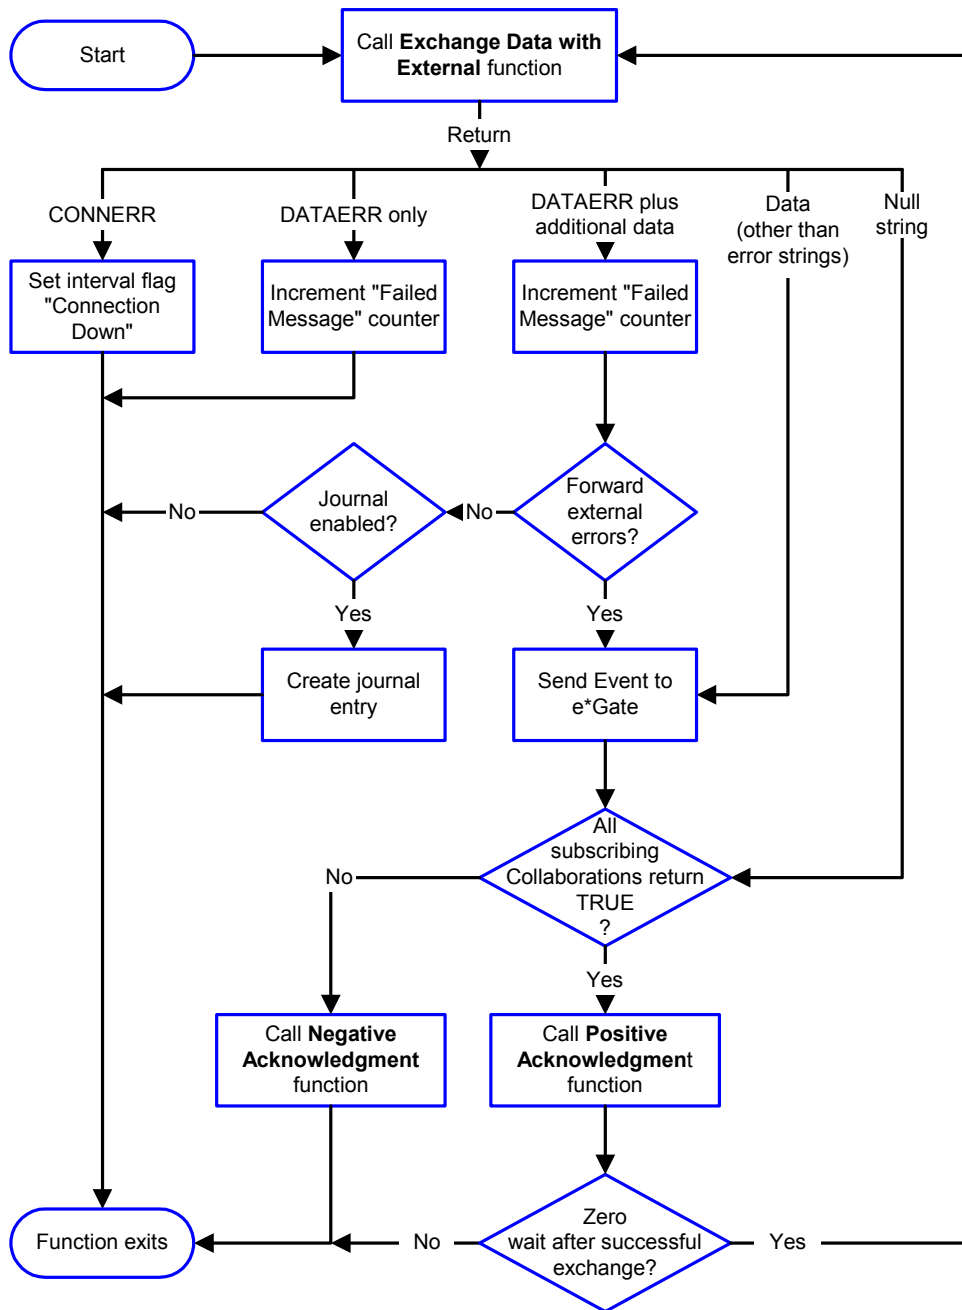 Start
Call Exchange Data with
External function
Return
CONNERR
DATAERR only
DATAERR plus
additional data
Data
(other than
error strings)
Null
string
Set interval flag
"Connection
Down"
Increment "Failed
Message" counter
Increment "Failed
Message" counter
No
Journal
enabled?
No
Forward
external
errors?
Yes
Yes
Create journal
entry
Send Event to
e*Gate
All
subscribing
Collaborations return
TRUE
?
No
Yes
Call Negative
Acknowledgment
function
Call Positive
Acknowledgment
function
Function exits
No
Zero
wait after successful
exchange?
Yes